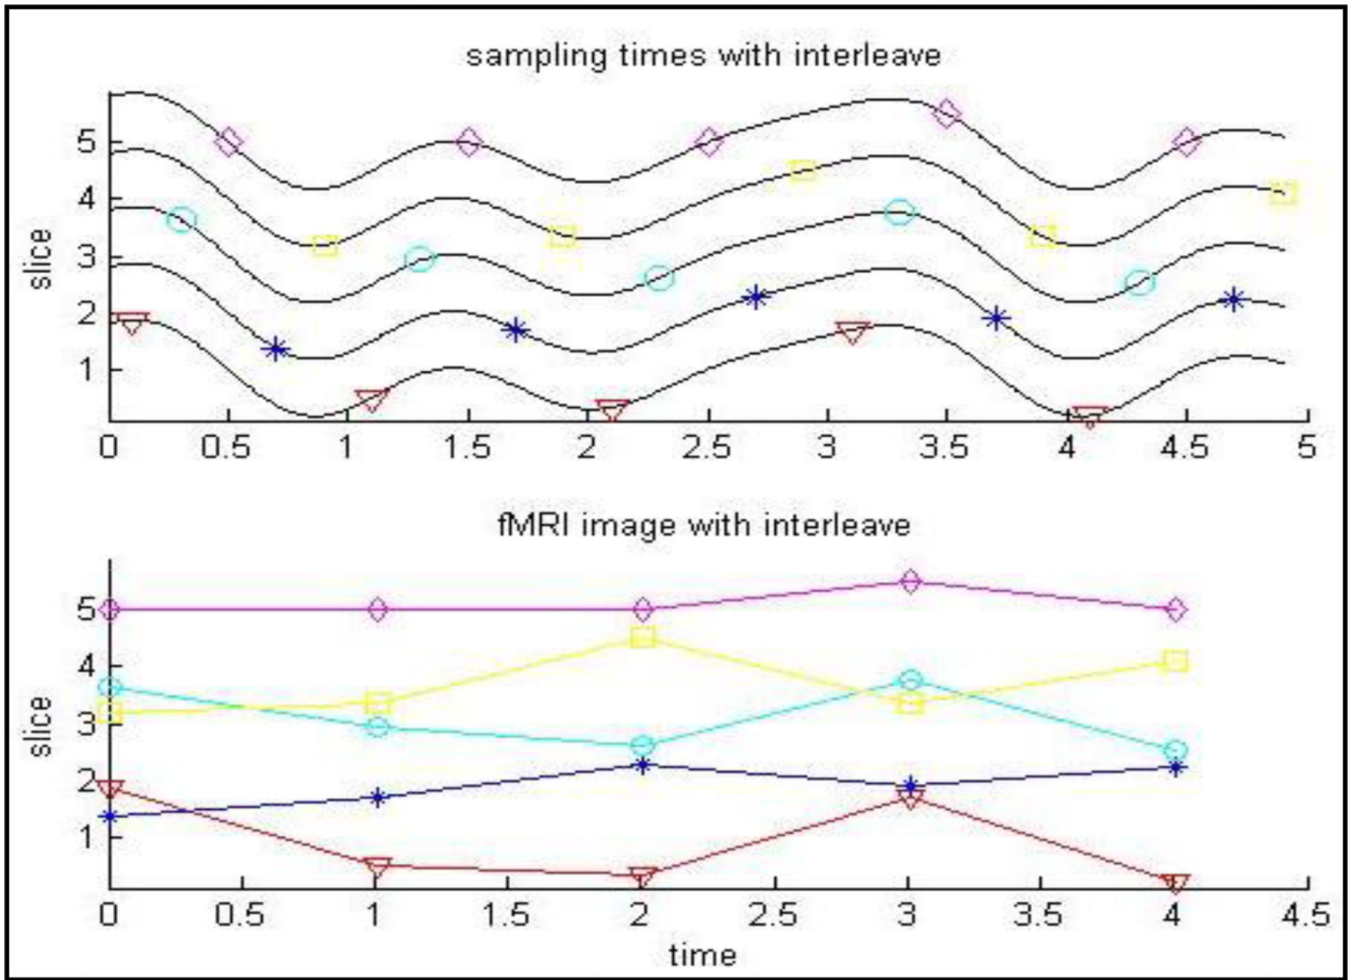 sampling times with interleave
5
4
3
2
1
slice
0 0.5 1 1.5 2 2.5 3 3.5 4 4.5 5
fMRI image with interleave
5
4
3
2
1
slice
0 0.5 1 1.5 2 2.5 3 3.5 4 4.5
time